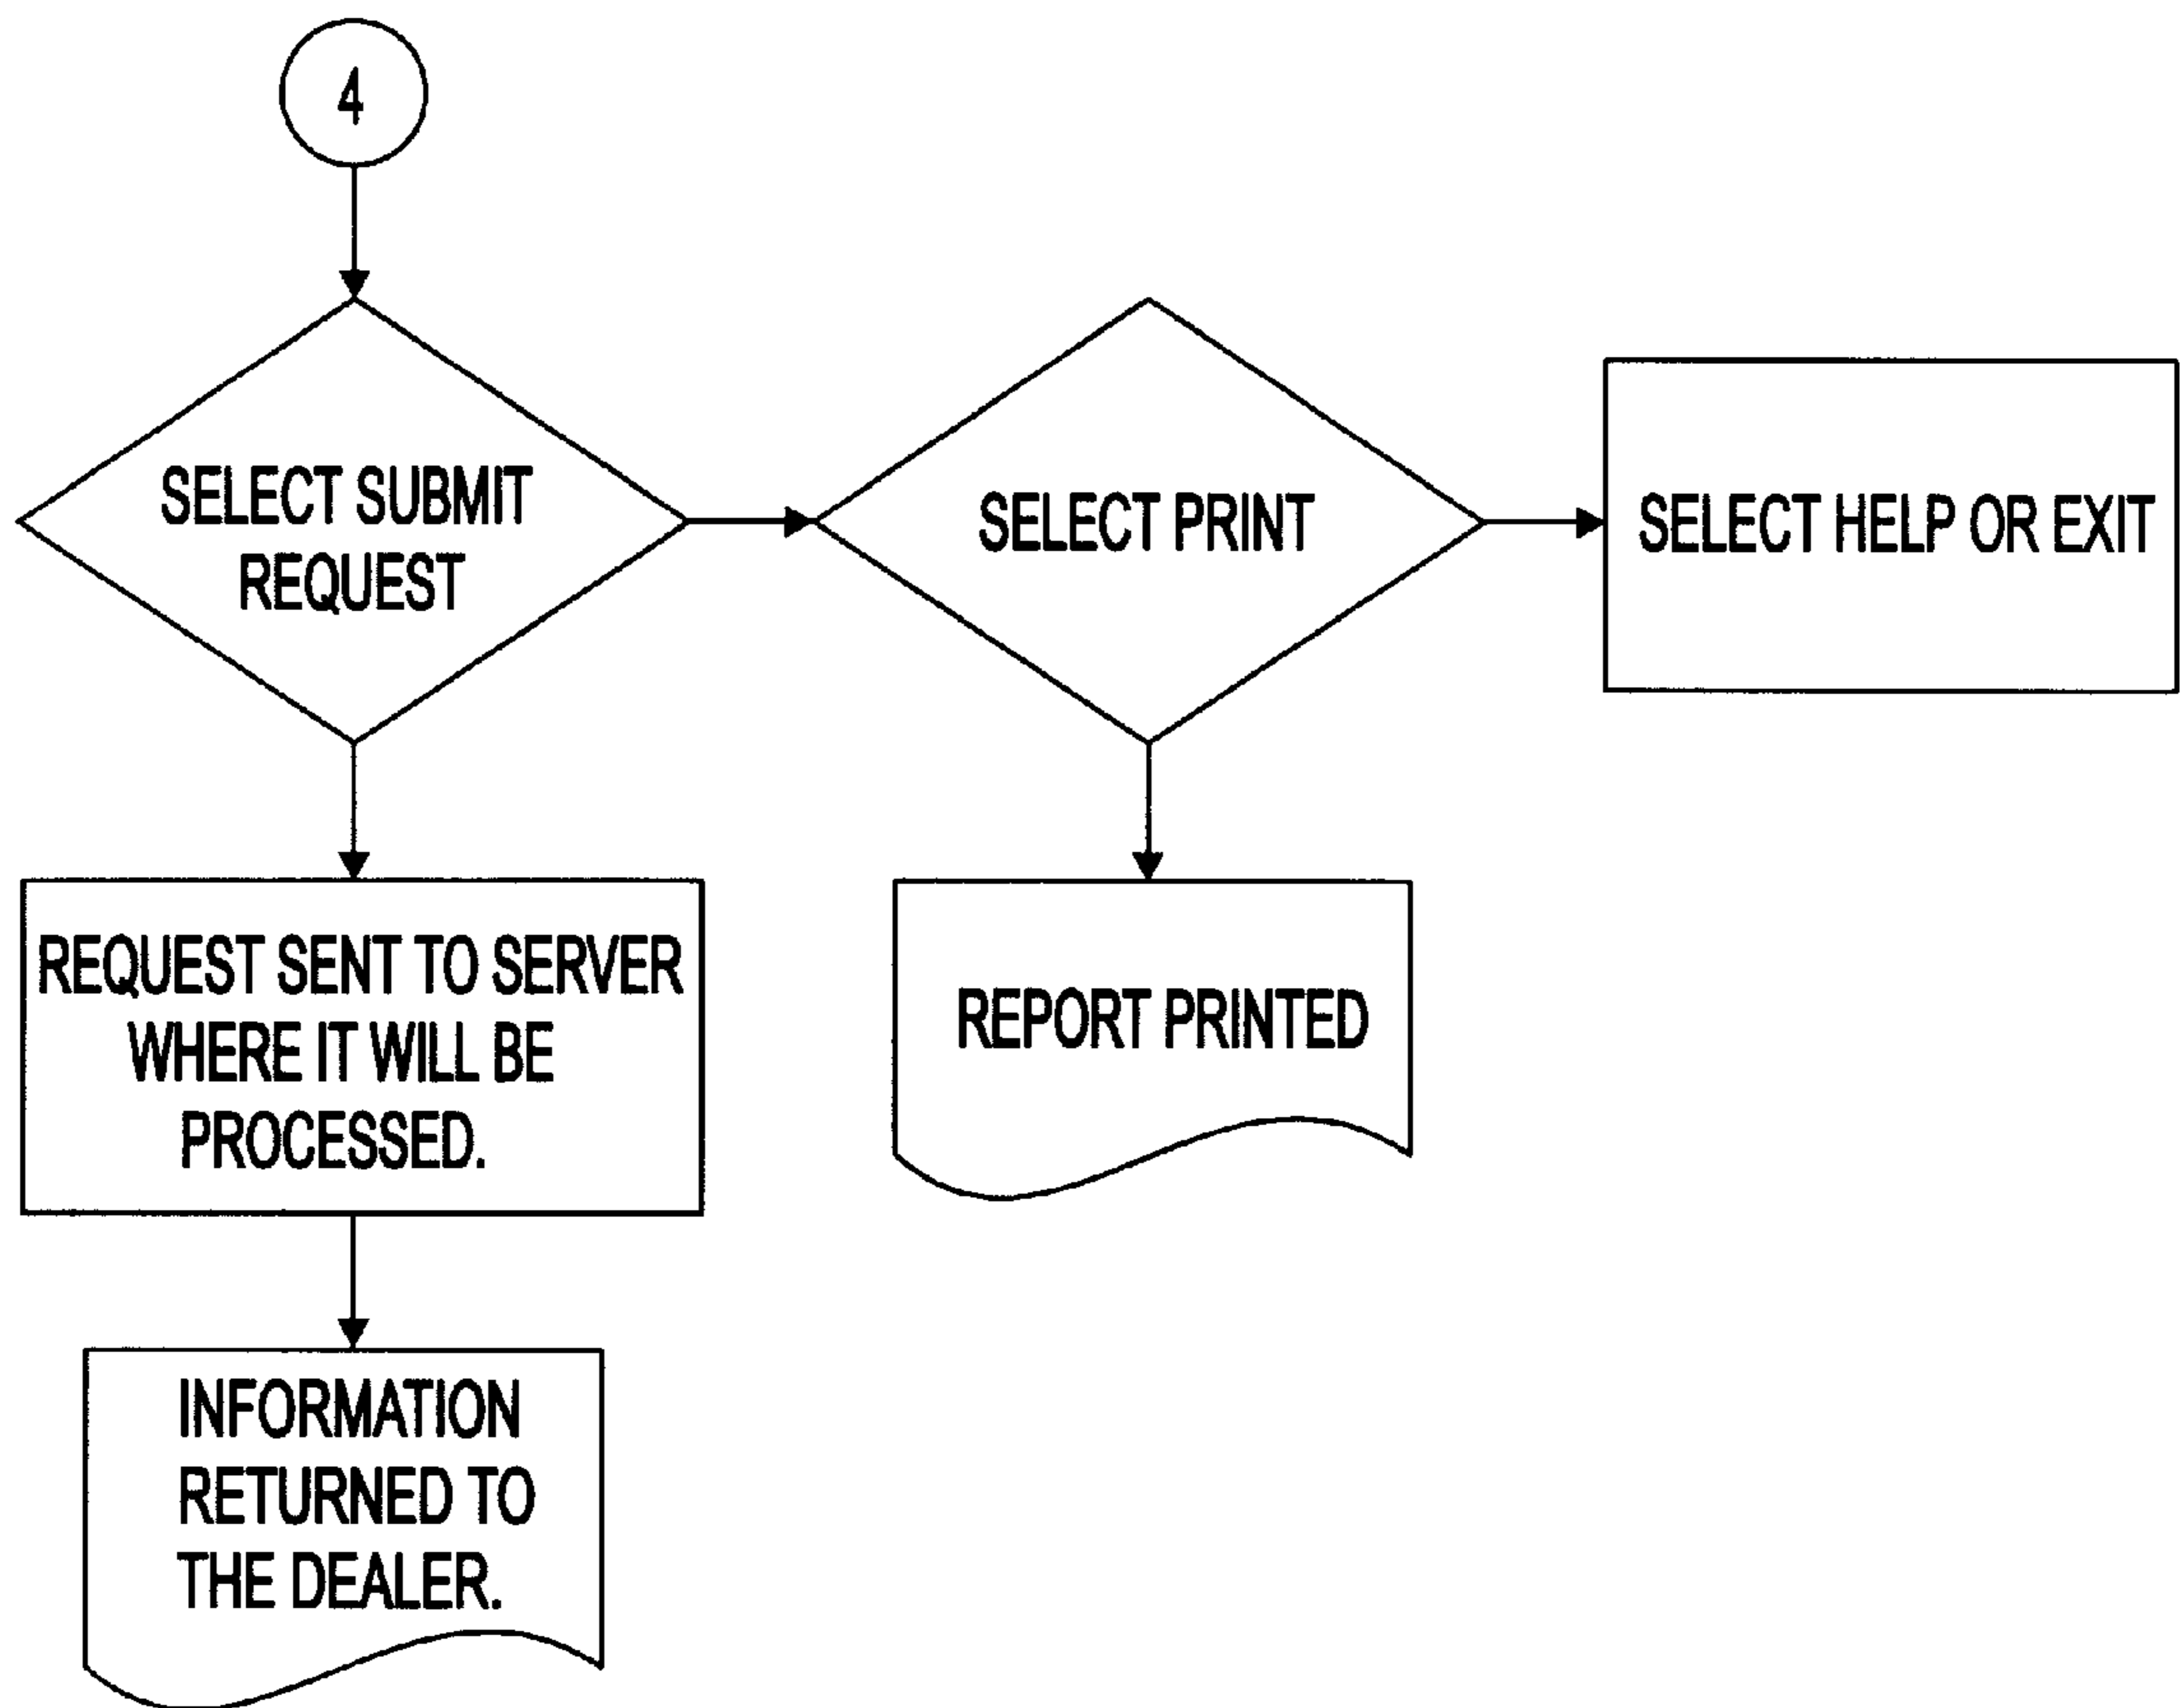 4
SELECT SUBMIT
REQUEST
SELECT PRINT
SELECT HELP OR EXIT
REQUEST SENT TO SERVER
WHERE IT WILL BE
PROCESSED.
REPORT PRINTED
INFORMATION
RETURNED TO
THE DEALER.